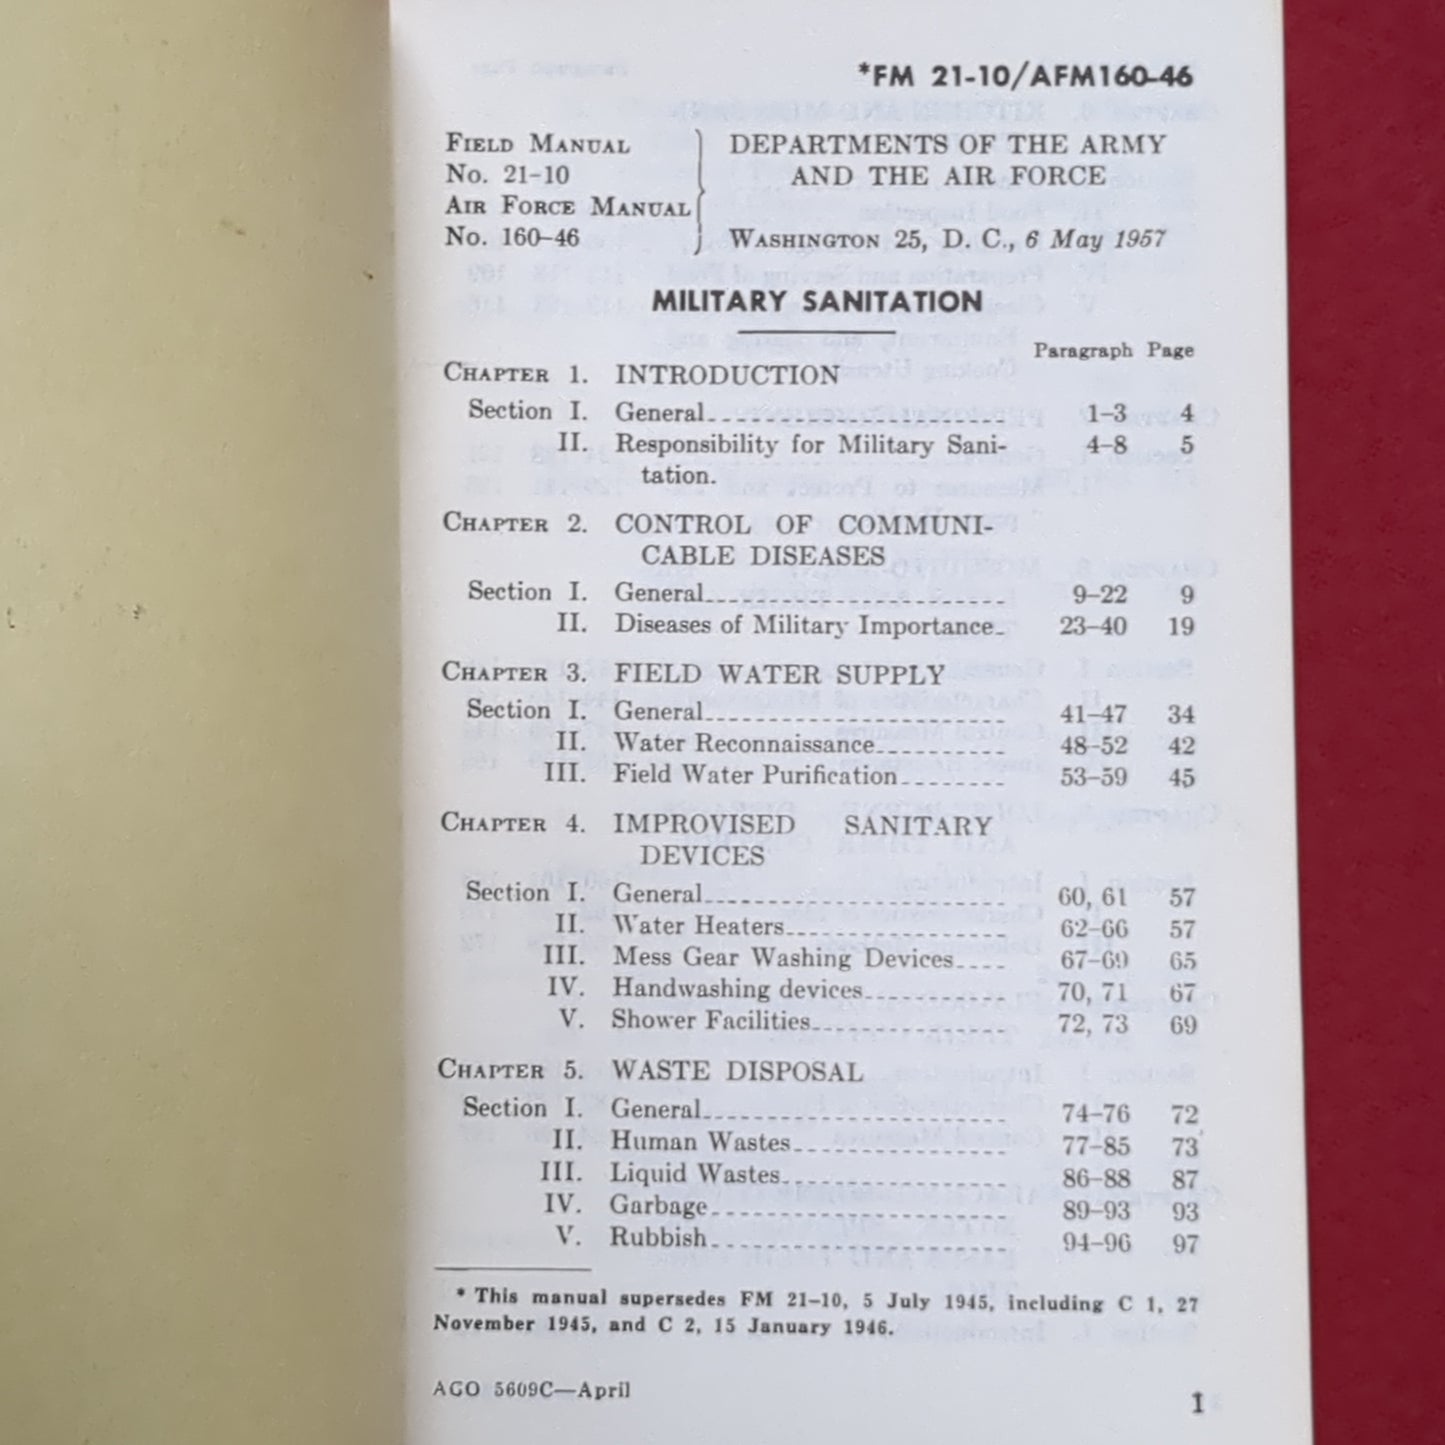 *FM 21-10/AFM160-46
FIELD MANUAL
No. 21-10
AIR FORCE MANUAL
No. 160-46
DEPARTMENTS OF THE ARMY
AND THE AIR FORCE
WASHINGTON 25, D. C., 6 May 1957
MILITARY SANITATION
Paragraph Page
CHAPTER 1. INTRODUCTION
Section I. General 1-3 4
II. Responsibility for Military Sani- 4-8 5
tation.
CHAPTER 2. CONTROL OF COMMUNI-
CABLE DISEASES
Section I. General 9-22 9
II. Diseases of Military Importance 23-40 19
CHAPTER 3. FIELD WATER SUPPLY
Section I. General 41-47 34
II. Water Reconnaissance 48-52 42
III. Field Water Purification 53-59 45
CHAPTER 4. IMPROVISED SANITARY
DEVICES
Section I. General 60, 61 57
II. Water Heaters 62-66 57
III. Mess Gear Washing Devices 67-69 65
IV. Handwashing devices 70, 71 67
V. Shower Facilities 72, 73 69
CHAPTER 5. WASTE DISPOSAL
Section I. General 74-76 72
II. Human Wastes 77-85 73
III. Liquid Wastes 86-88 87
IV. Garbage 89-93 93
V. Rubbish 94-96 97
* This manual supersedes FM 21-10, 5 July 1945, including C 1, 27
November 1945, and C 2, 15 January 1946.
AGO 5609C—April
1